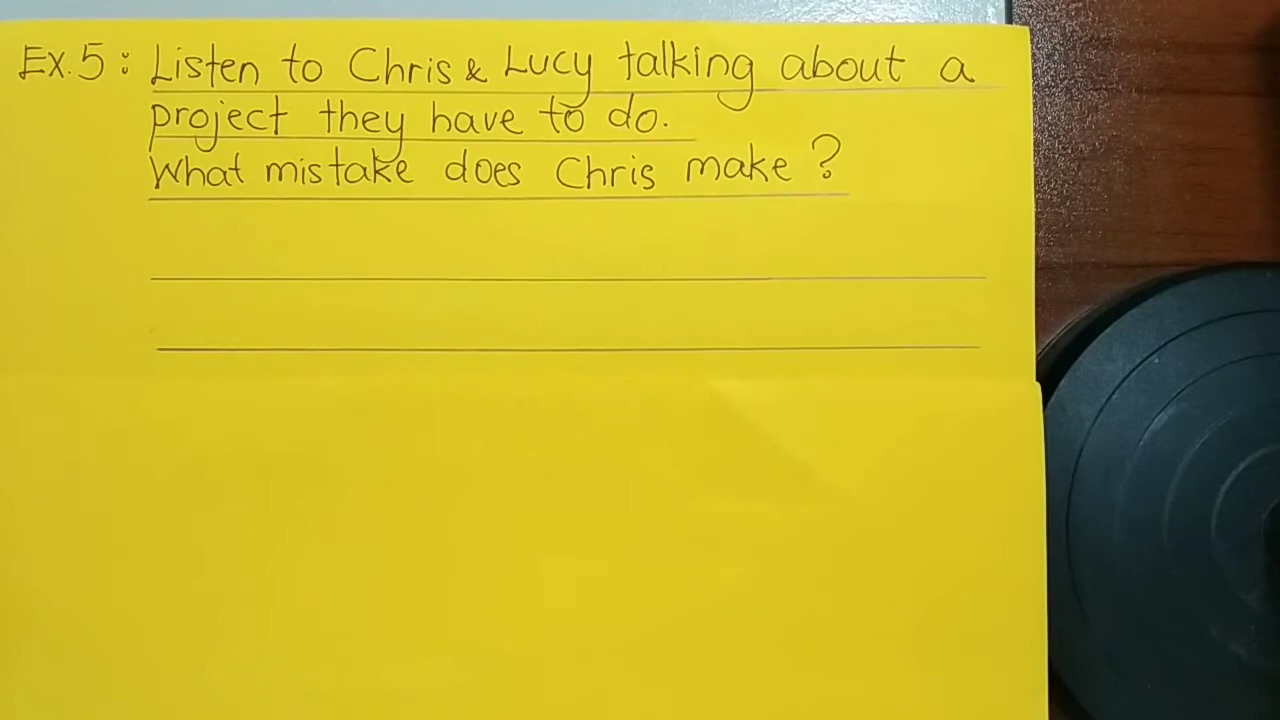 Ex.5: Listen to Chris & Lucy talking about a
project they have to do.
What mistake does Chris make?